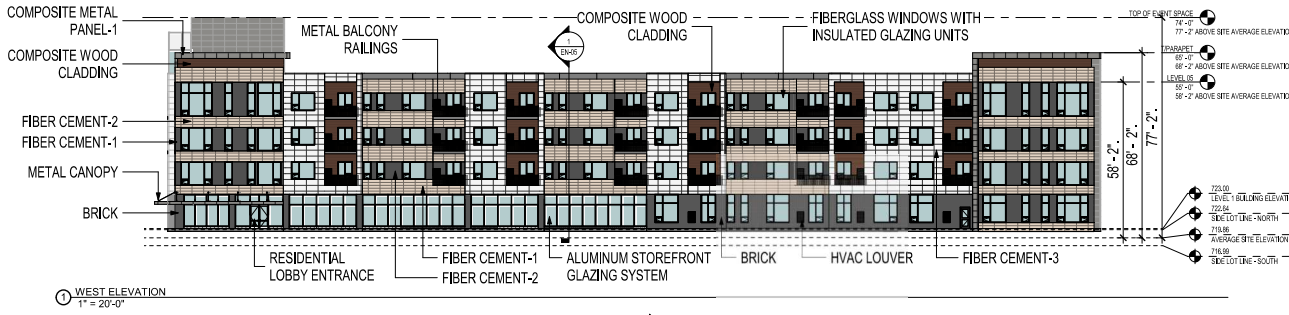 COMPOSITE METAL
PANEL-1
COMPOSITE WOOD
CLADDING
FIBER CEMENT-2
FIBER CEMENT-1
METAL CANOPY
BRICK
METAL BALCONY
RAILINGS
1
EN-05
COMPOSITE WOOD
CLADDING
FIBERGLASS WINDOWS WITH
INSULATED GLAZING UNITS
TOP OF EVENT SPACE
74' - 0"
77' - 2" ABOVE SITE AVERAGE ELEVATIO
T/PARAPET
65' - 0"
68' - 2" ABOVE SITE AVERAGE ELEVATIO
LEVEL 05
55' - 0"
58' - 2" ABOVE SITE AVERAGE ELEVATIO
58' - 2"
68' - 2"
77' - 2"
723.00
LEVEL 1 BUILDING ELEVATI
722.64
SIDE LOT LINE - NORTH
719.86
AVERAGE SITE ELEVATION
716.99
SIDE LOT LINE - SOUTH
RESIDENTIAL
LOBBY ENTRANCE
FIBER CEMENT-1
FIBER CEMENT-2
ALUMINUM STOREFRONT
GLAZING SYSTEM
BRICK
HVAC LOUVER
FIBER CEMENT-3
1
WEST ELEVATION
1" = 20'-0"